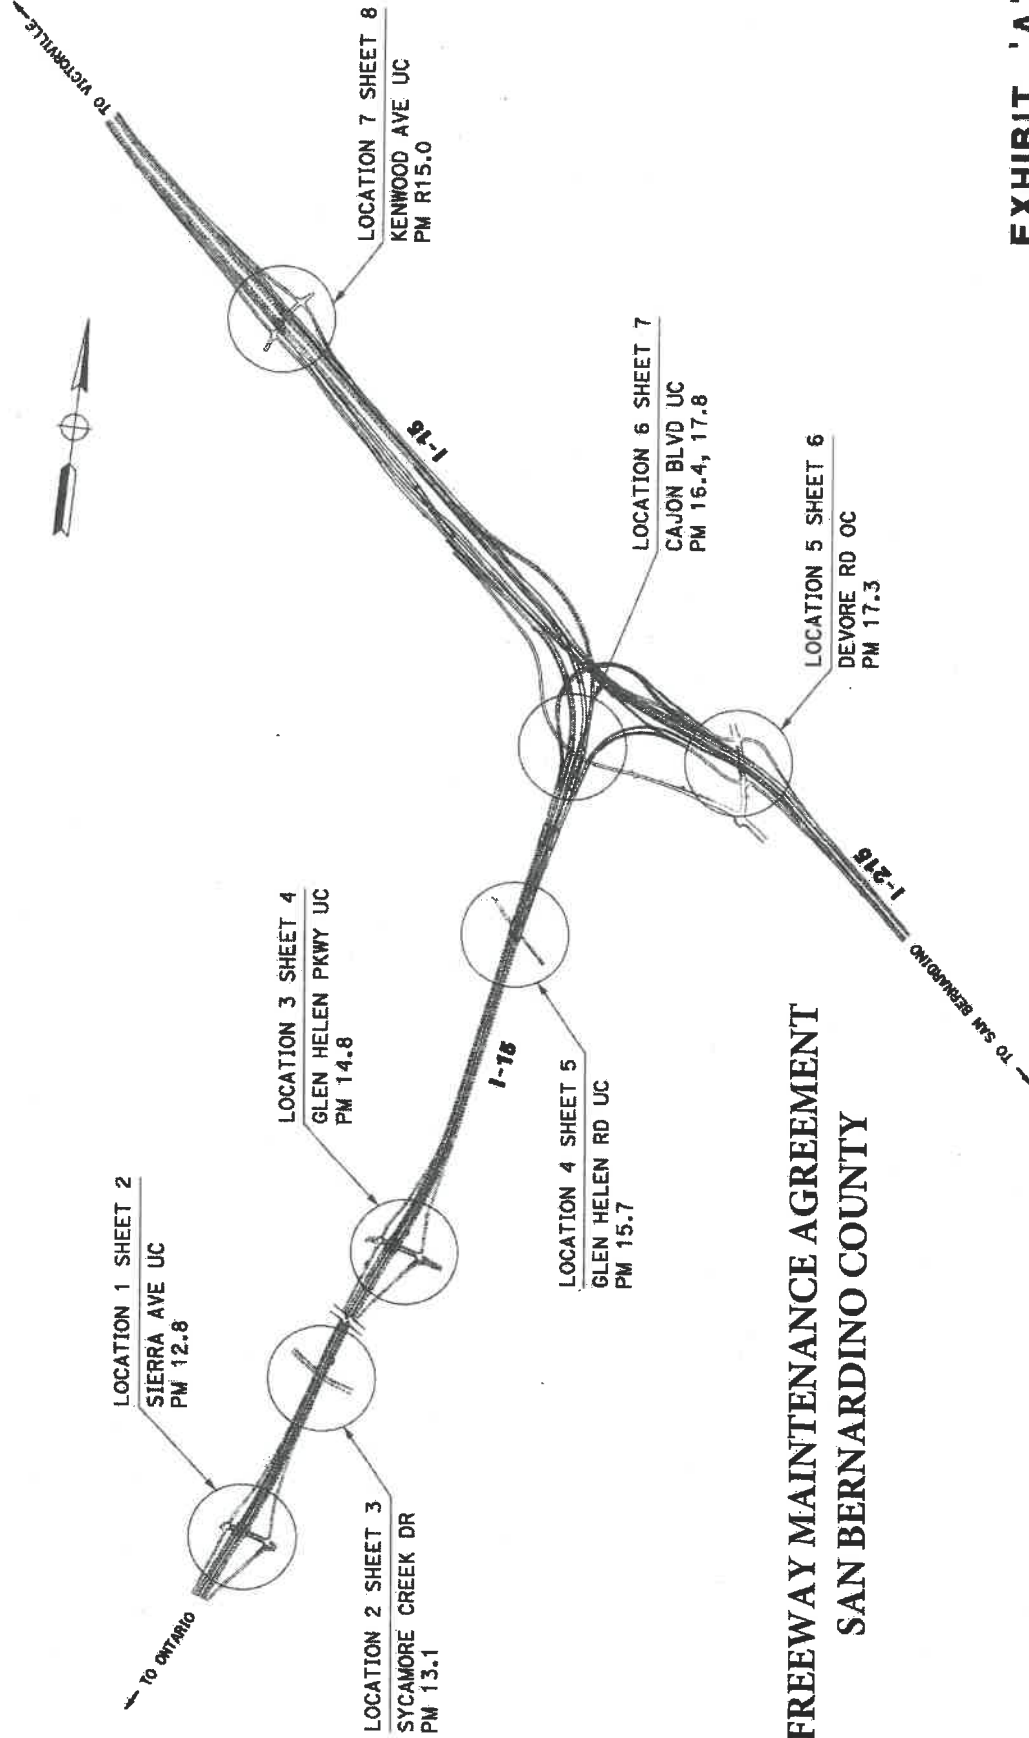 TO VICTORVILLE
LOCATION 7 SHEET 8
KENWOOD AVE UC
PM R15.0
I-15
LOCATION 6 SHEET 7
CAJON BLVD UC
PM 16.4, 17.8
LOCATION 5 SHEET 6
DEVORE RD OC
PM 17.3
I-215
TO SAN BERNARDINO
LOCATION 3 SHEET 4
GLEN HELEN PKWY UC
PM 14.8
I-15
LOCATION 4 SHEET 5
GLEN HELEN RD UC
PM 15.7
LOCATION 1 SHEET 2
SIERRA AVE UC
PM 12.8
LOCATION 2 SHEET 3
SYCAMORE CREEK DR
PM 13.1
TO ONTARIO
FREEWAY MAINTENANCE AGREEMENT
SAN BERNARDINO COUNTY
EXHIBIT 'A'